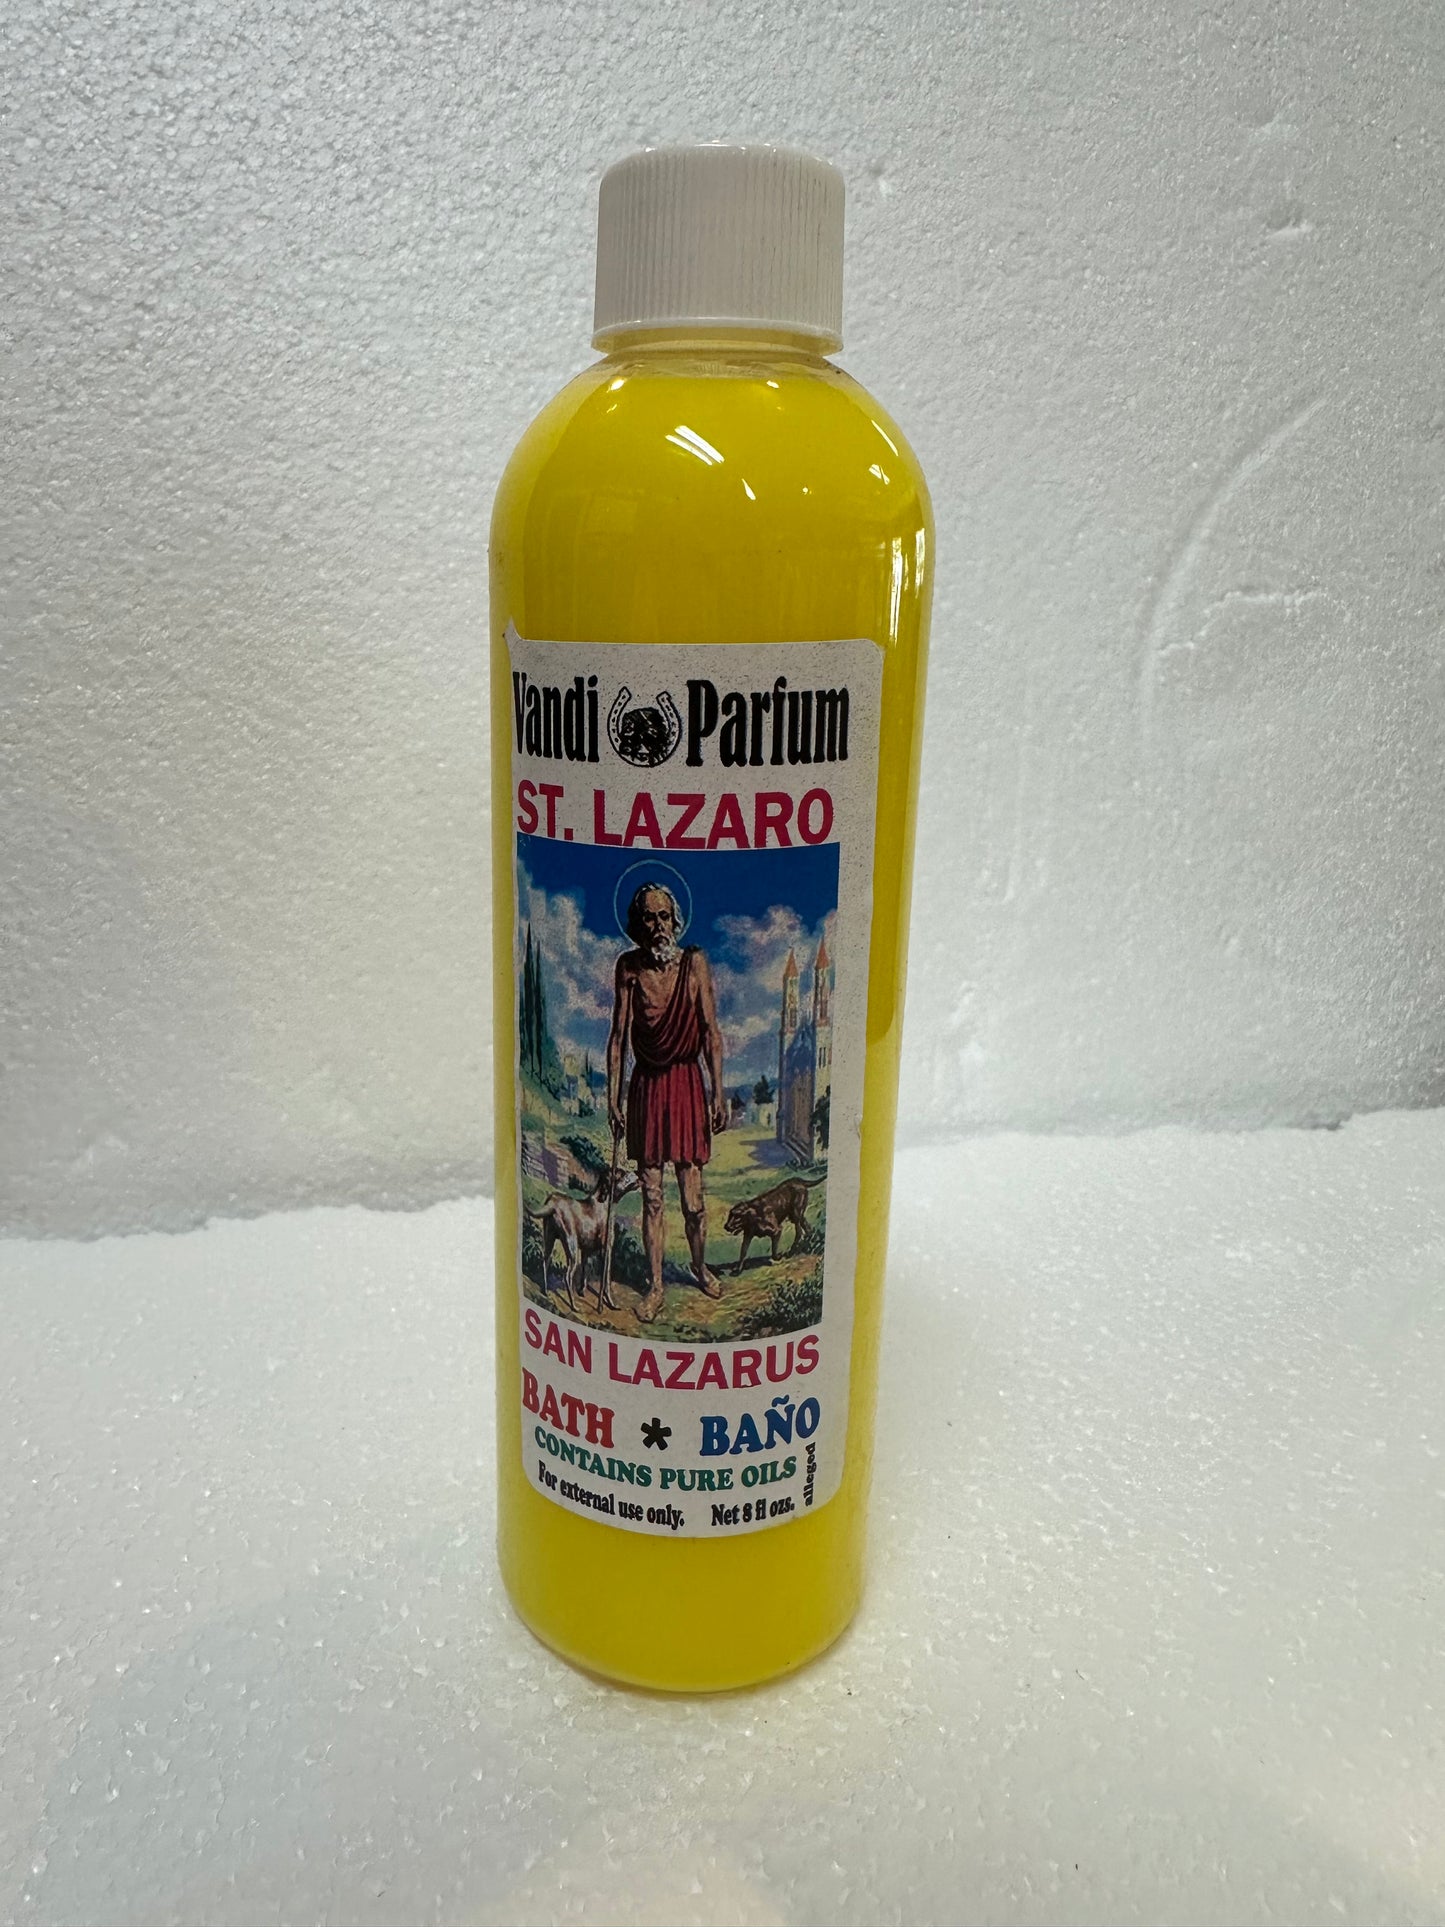 Vandi Parfum
ST. LAZARO
SAN LAZARUS
BATH * BAÑO
CONTAINS PURE OILS
For external use only. Net 8 fl ozs.
alleged